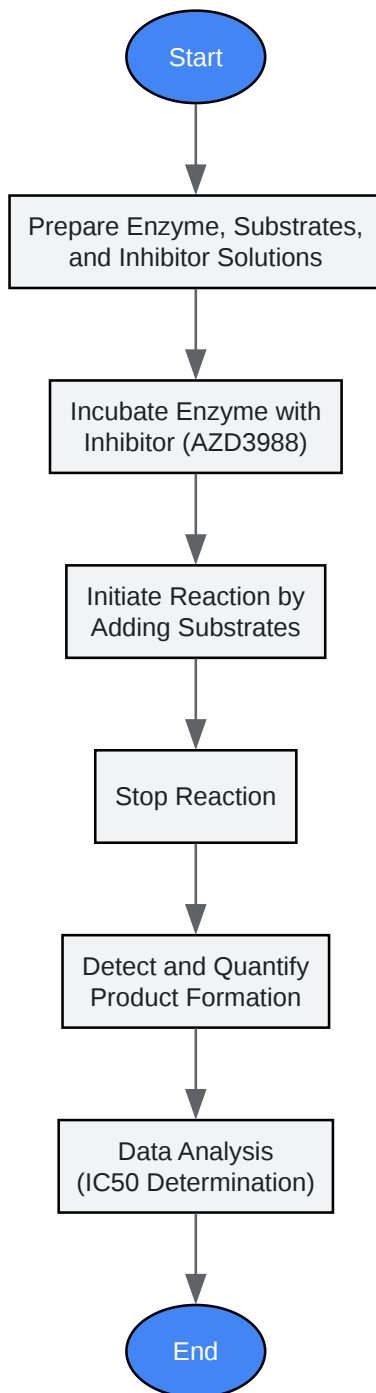 Start
Prepare Enzyme, Substrates,
and Inhibitor Solutions
Incubate Enzyme with
Inhibitor (AZD3988)
Initiate Reaction by
Adding Substrates
Stop Reaction
Detect and Quantify
Product Formation
Data Analysis
(IC50 Determination)
End